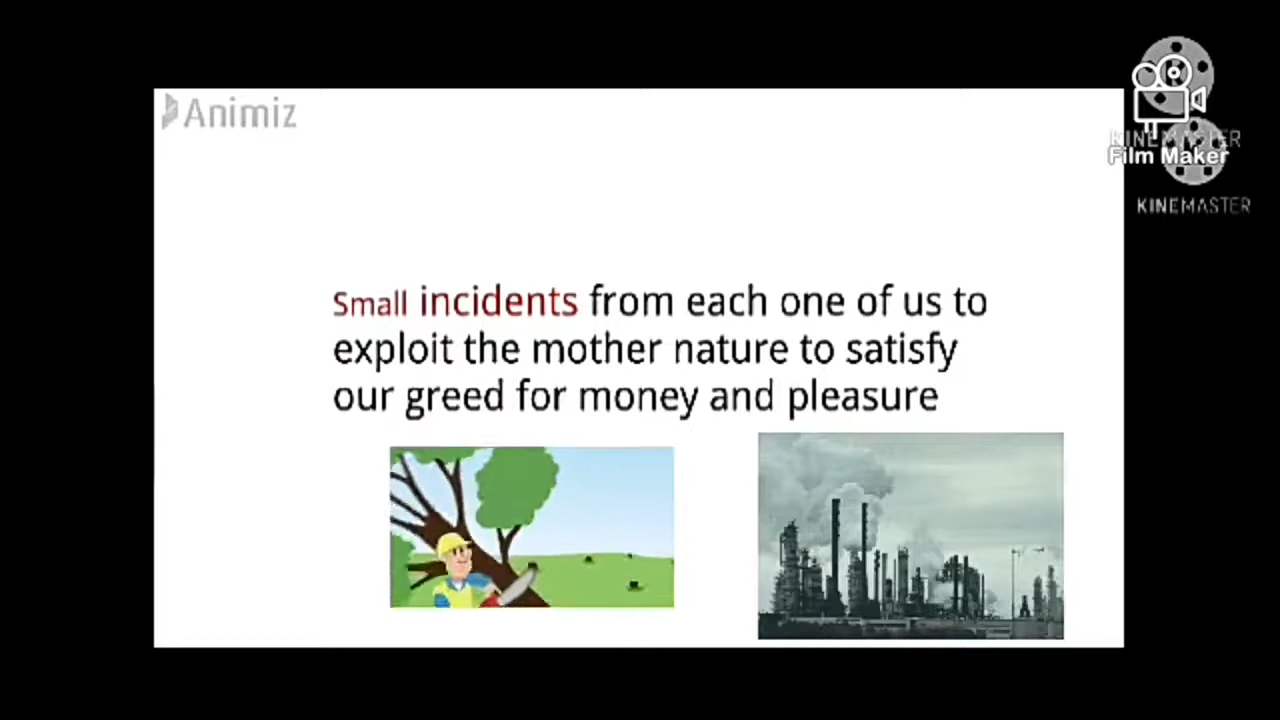 Animiz
KINEMASTER
Film Maker
KINEMASTER
Small incidents from each one of us to
exploit the mother nature to satisfy
our greed for money and pleasure